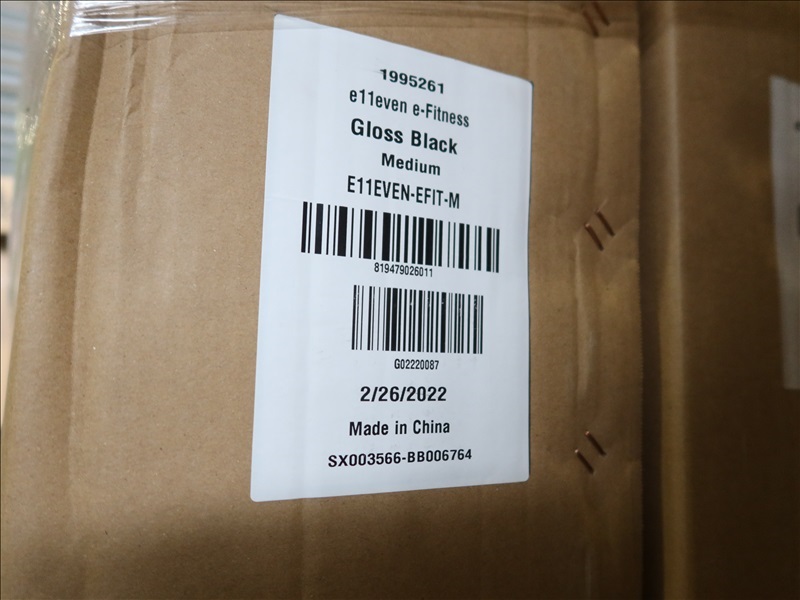 1995261
e11even e-Fitness
Gloss Black
Medium
E11EVEN-EFIT-M
819479026011
G02220087
2/26/2022
Made in China
SX003566-BB006764